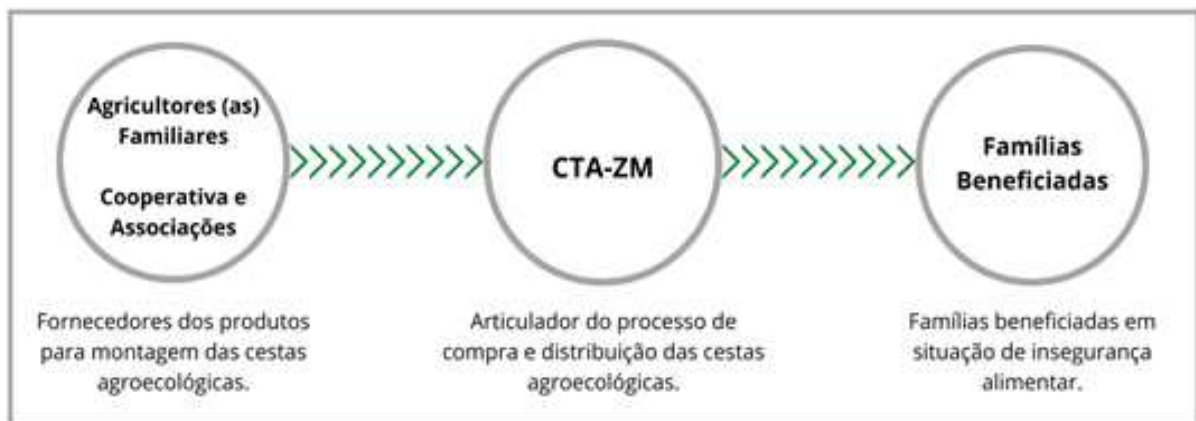 Agricultores (as)
Familiares
Cooperativa e
Associações
Fornecedores dos produtos
para montagem das cestas
agroecológicas.
CTA-ZM
Articulador do processo de
compra e distribuição das cestas
agroecológicas.
Famílias
Beneficiadas
Famílias beneficiadas em
situação de insegurança
alimentar.